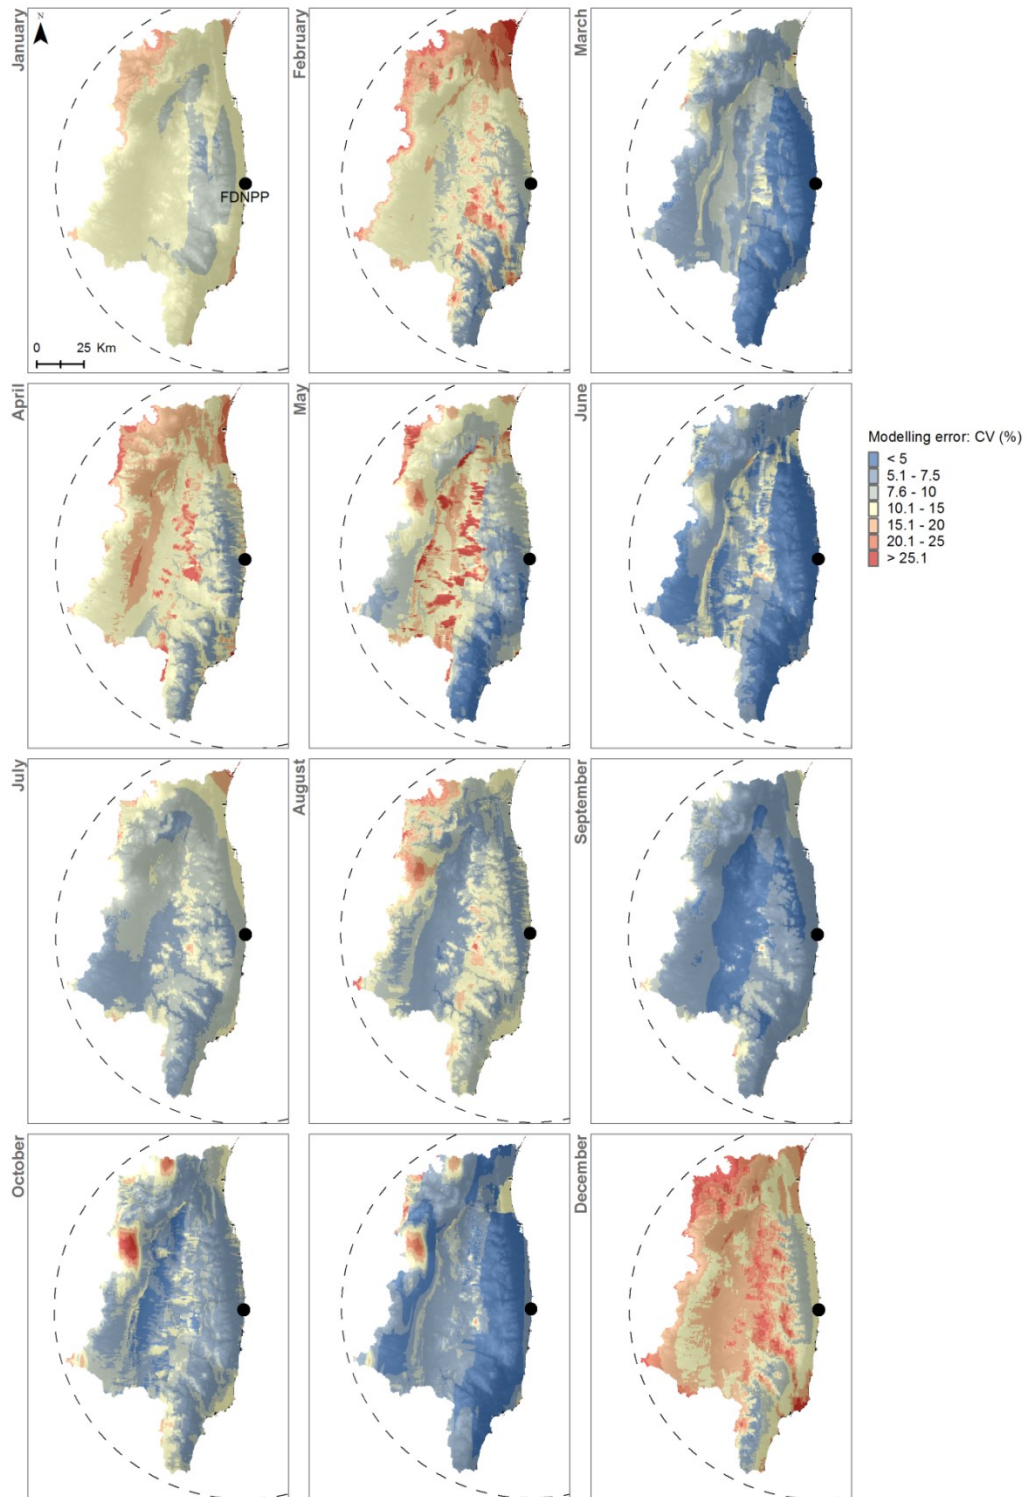 January
N
FDNPP
0 25 Km
February
March
April
May
June
Modelling error: CV (%)
< 5
5.1 - 7.5
7.6 - 10
10.1 - 15
15.1 - 20
20.1 - 25
> 25.1
July
August
September
October
December